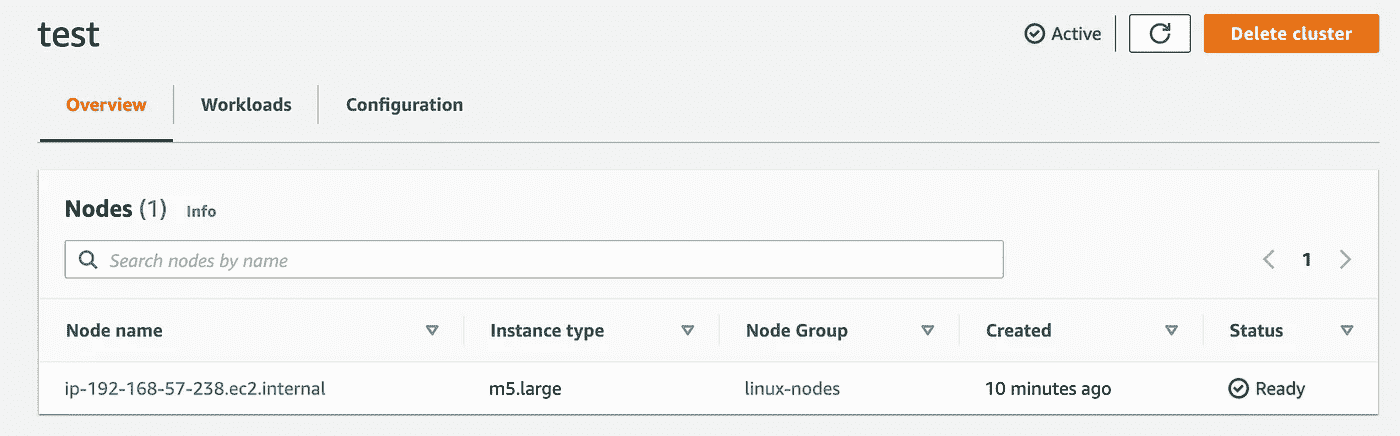 test
Active
Delete cluster
Overview
Workloads
Configuration
Nodes (1) Info
Search nodes by name
1
Node name Instance type Node Group Created Status
ip-192-168-57-238.ec2.internal m5.large linux-nodes 10 minutes ago Ready